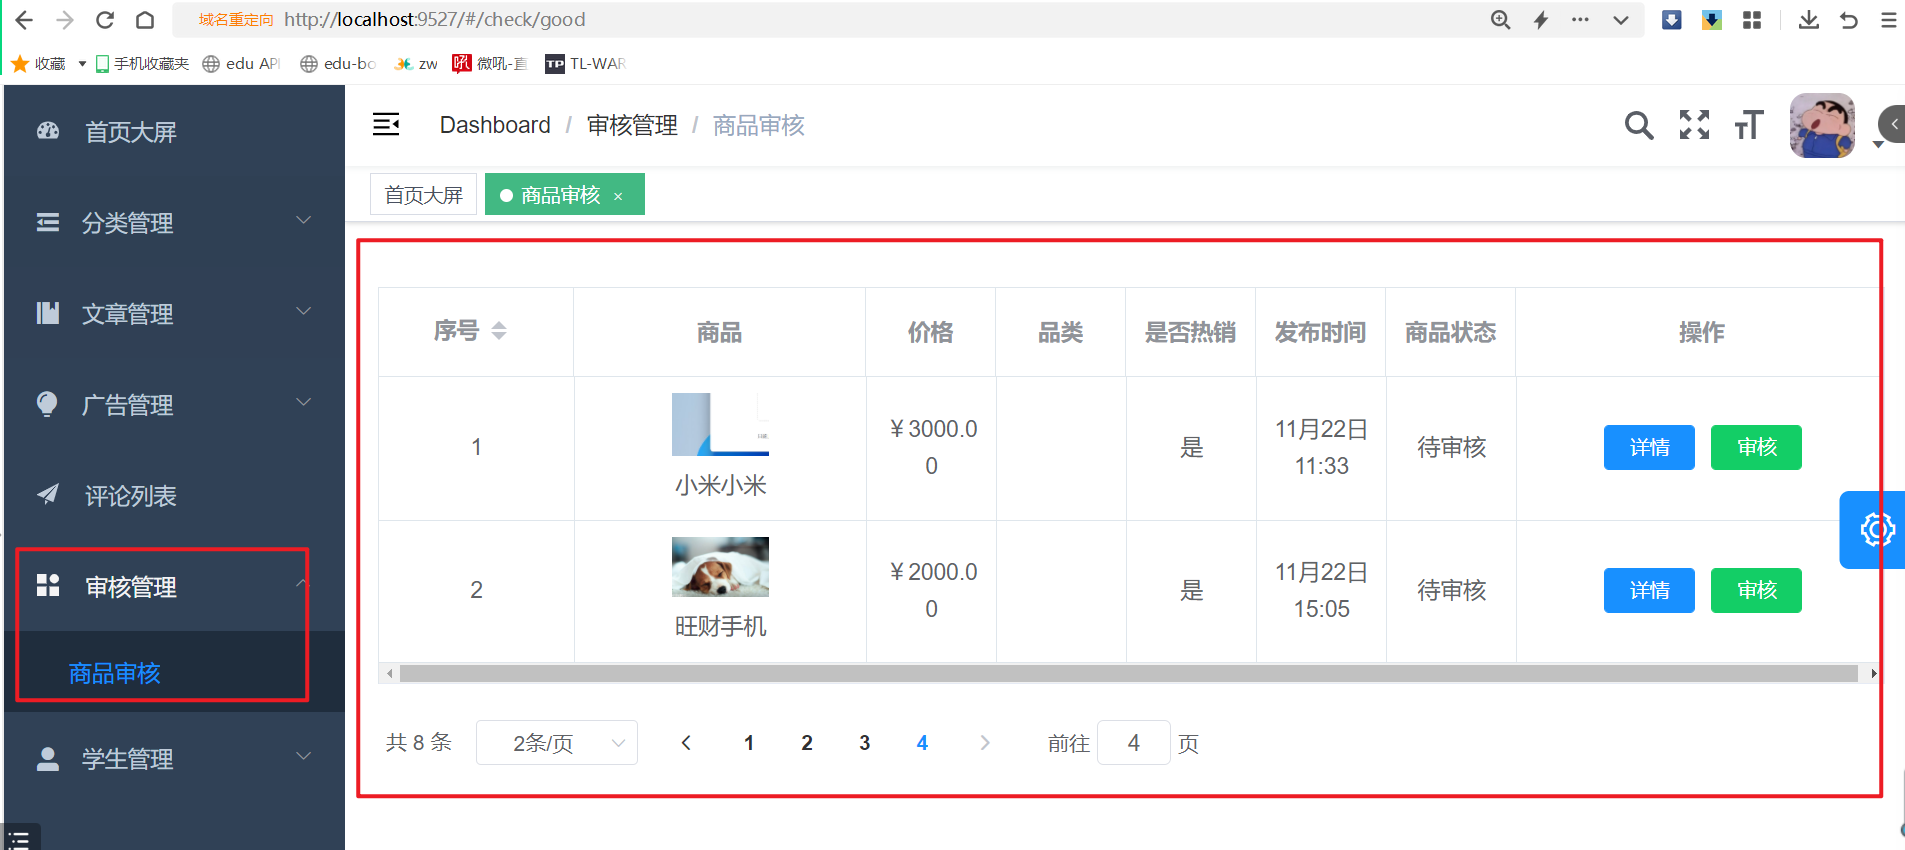 域名重定向 http://localhost:9527/#/check/good
收藏 手机收藏夹 edu API edu-bo zw 微吼-直 TL-WAR
首页大屏
分类管理
文章管理
广告管理
评论列表
审核管理
商品审核
学生管理
Dashboard / 审核管理 / 商品审核
首页大屏 商品审核 ×
序号 商品 价格 品类 是否热销 发布时间 商品状态 操作
1 小米小米 ¥3000.00 是 11月22日 11:33 待审核 详情 审核
2 旺财手机 ¥2000.00 是 11月22日 15:05 待审核 详情 审核
共 8 条 2条/页 1 2 3 4 前往 4 页